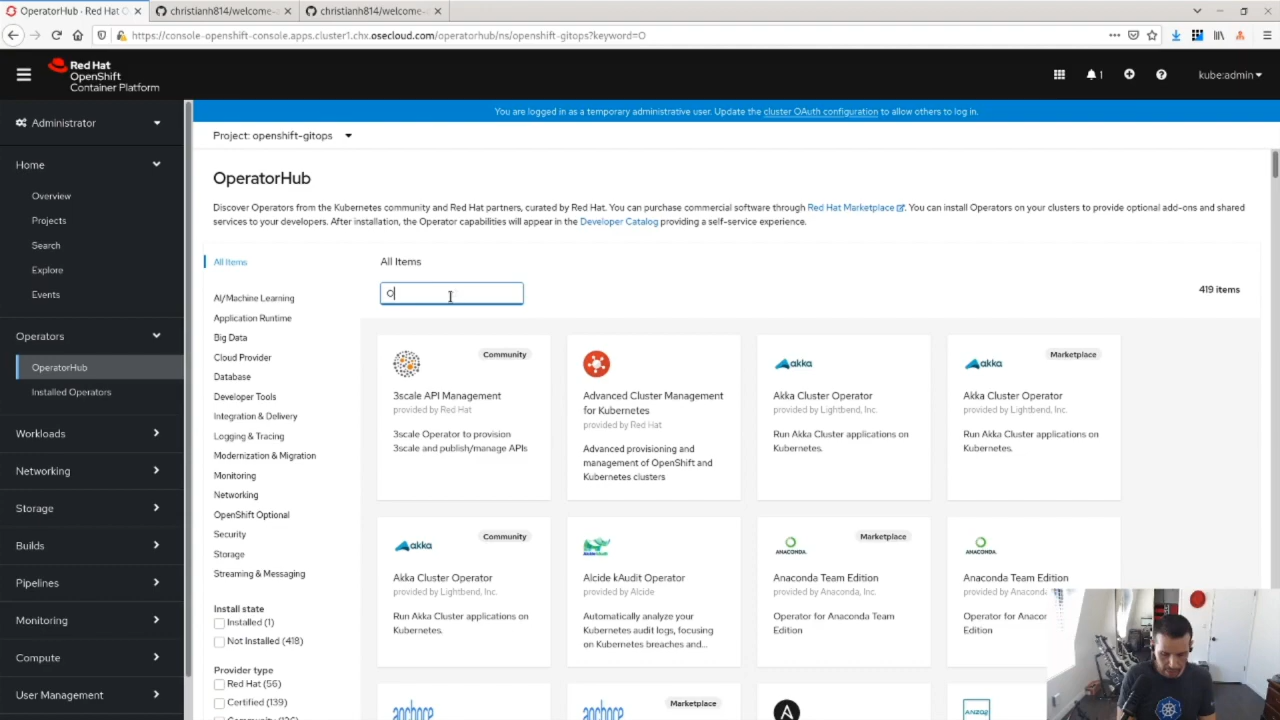 OperatorHub · Red Hat O
christianh814/welcome-
christianh814/welcome-
https://console-openshift-console.apps.cluster1.chx.osecloud.com/operatorhub/ns/openshift-gitops?keyword=O
Red Hat
OpenShift
Container Platform
1
kube:admin
You are logged in as a temporary administrative user. Update the cluster OAuth configuration to allow others to log in.
Administrator
Home
Overview
Projects
Search
Explore
Events
Operators
OperatorHub
Installed Operators
Workloads
Networking
Storage
Builds
Pipelines
Monitoring
Compute
User Management
Project: openshift-gitops
OperatorHub
Discover Operators from the Kubernetes community and Red Hat partners, curated by Red Hat. You can purchase commercial software through Red Hat Marketplace. You can install Operators on your clusters to provide optional add-ons and shared
services to your developers. After installation, the Operator capabilities will appear in the Developer Catalog providing a self-service experience.
All Items
AI/Machine Learning
Application Runtime
Big Data
Cloud Provider
Database
Developer Tools
Integration & Delivery
Logging & Tracing
Modernization & Migration
Monitoring
Networking
OpenShift Optional
Security
Storage
Streaming & Messaging
Install state
Installed (1)
Not Installed (418)
Provider type
Red Hat (56)
Certified (139)
All Items
O
419 items
Community
3scale API Management
provided by Red Hat
3scale Operator to provision
3scale and publish/manage APIs
Advanced Cluster Management
for Kubernetes
provided by Red Hat
Advanced provisioning and
management of OpenShift and
Kubernetes clusters
akka
Akka Cluster Operator
provided by Lightbend, Inc.
Run Akka Cluster applications on
Kubernetes.
akka
Marketplace
Akka Cluster Operator
provided by Lightbend, Inc.
Run Akka Cluster applications on
Kubernetes.
akka
Community
Akka Cluster Operator
provided by Lightbend, Inc.
Run Akka Cluster applications on
Kubernetes.
Alcide kAudit Operator
provided by Alcide
Automatically analyze your
Kubernetes audit logs, focusing
on Kubernetes breaches and...
ANACONDA.
Marketplace
Anaconda Team Edition
provided by Anaconda, Inc.
Operator for Anaconda Team
Edition
ANACONDA.
Anaconda Team Edition
provided by Anaconda
Operator for Anacon
Edition
anchore
anchore
Marketplace
ANZO